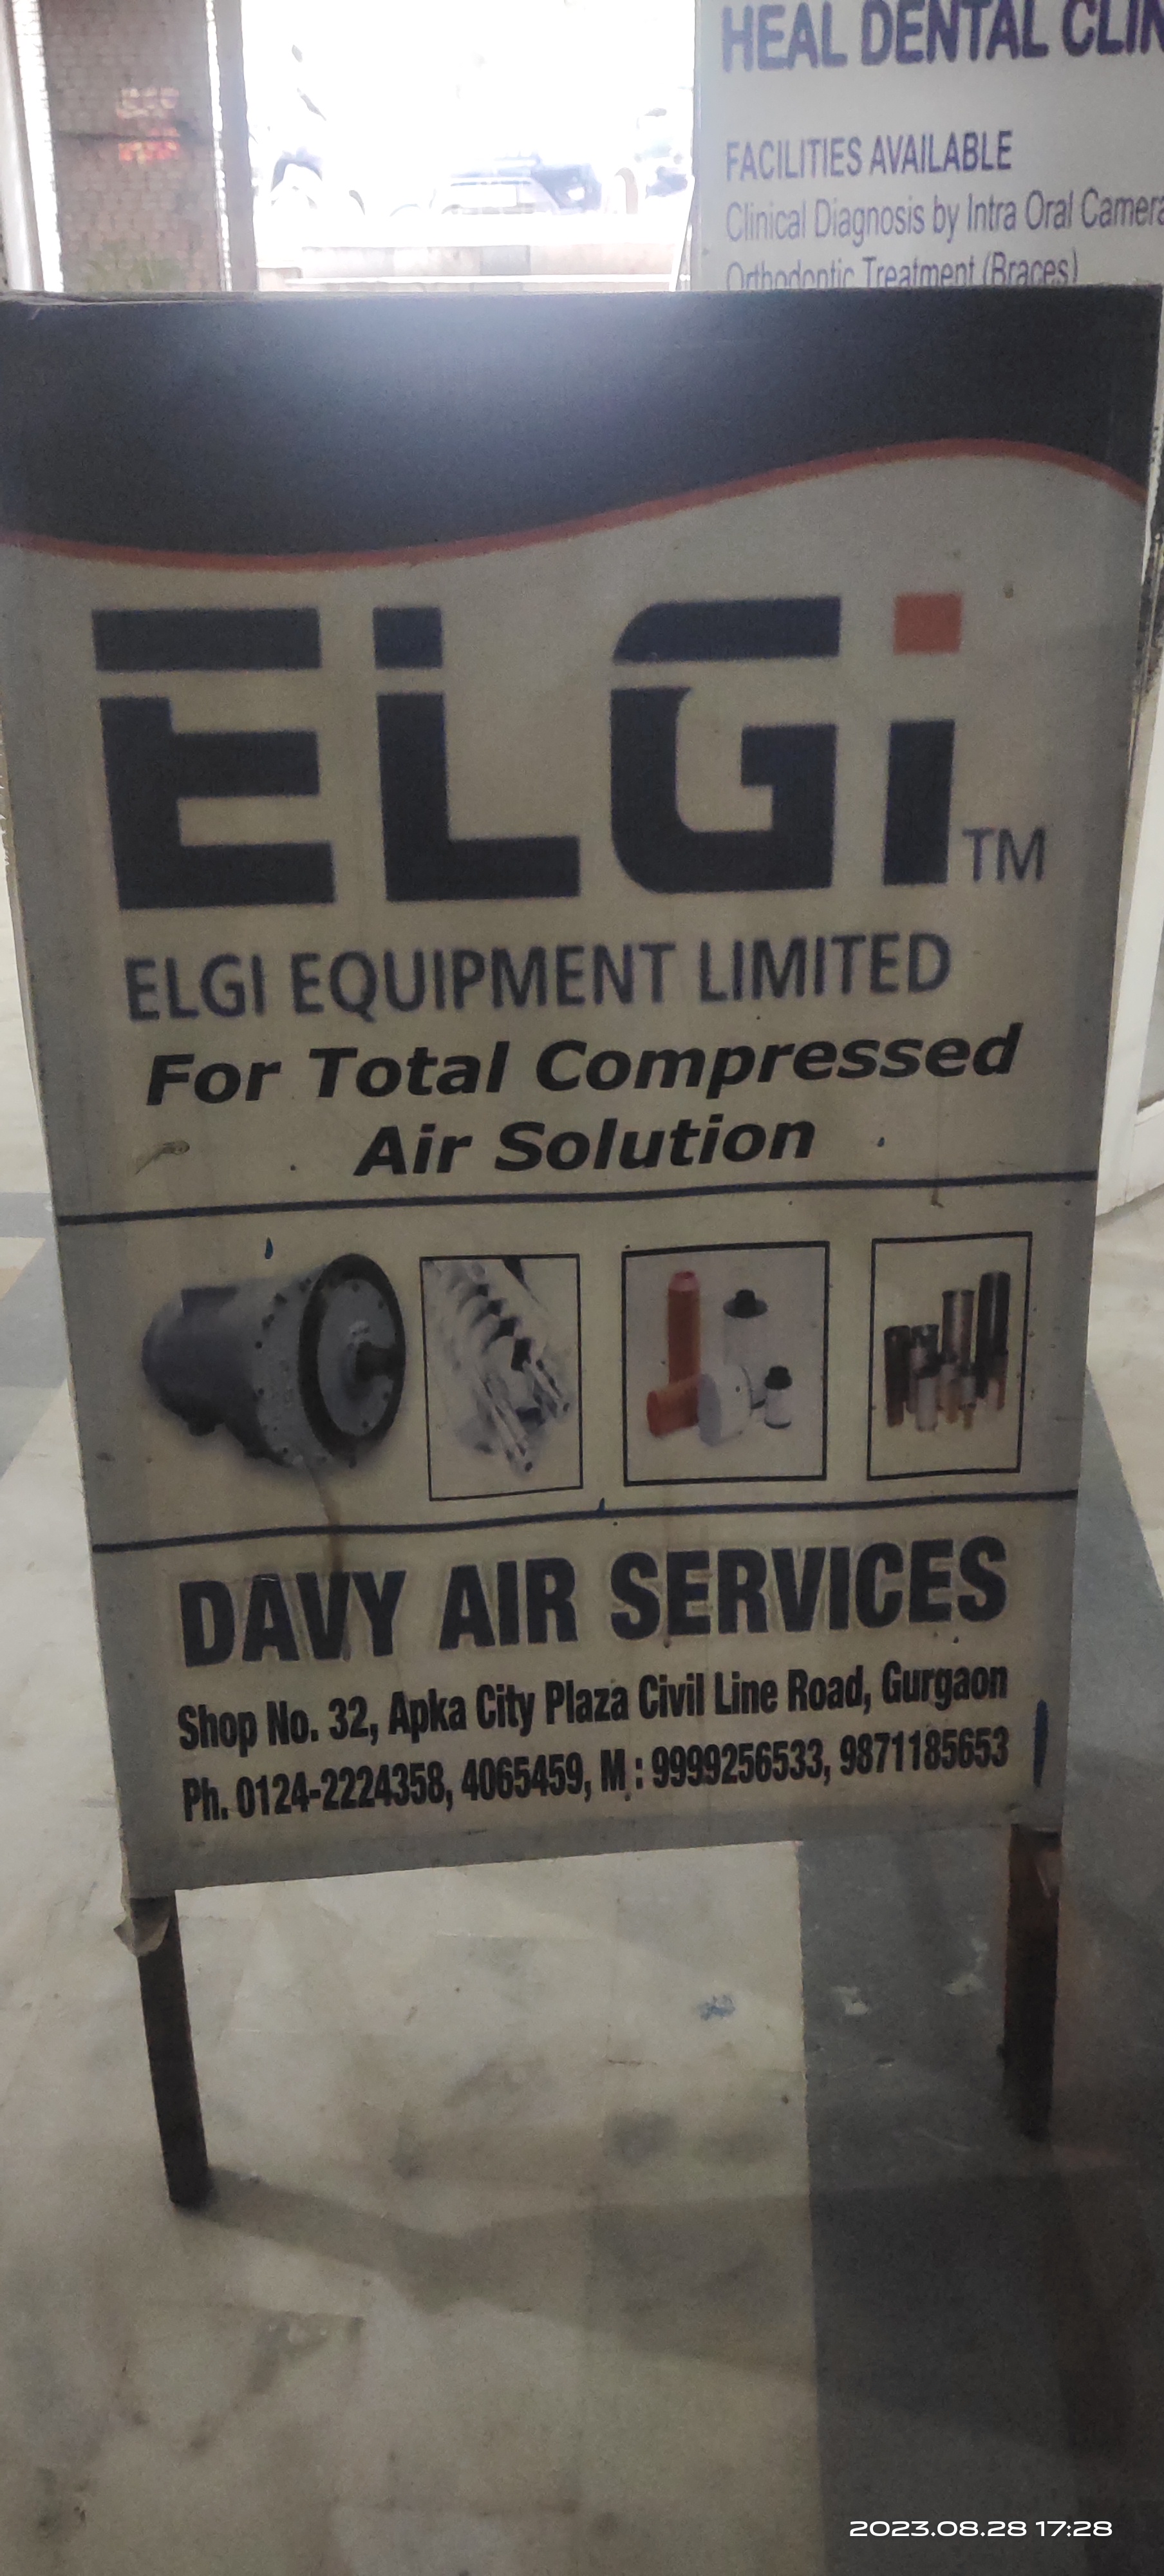 HEAL DENTAL CLIN
FACILITIES AVAILABLE
Clinical Diagnosis by Intra Oral Camera
Orthodontic Treatment (Braces)
ELGi TM
ELGI EQUIPMENT LIMITED
For Total Compressed
Air Solution
DAVY AIR SERVICES
Shop No. 32, Apka City Plaza Civil Line Road, Gurgaon
Ph. 0124-2224358, 4065459, M : 9999256533, 9871185653
2023.08.28 17:28